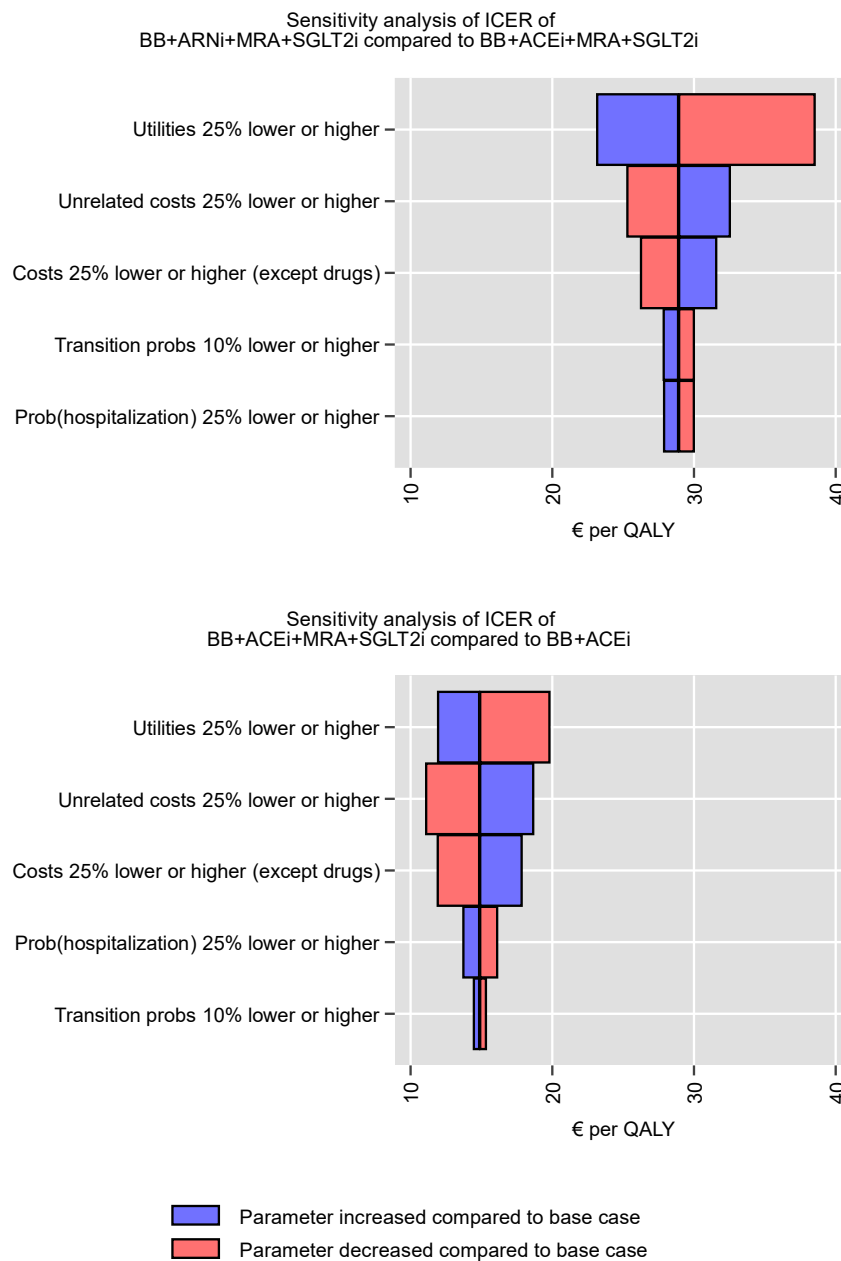 Sensitivity analysis of ICER of
BB+ARNi+MRA+SGLT2i compared to BB+ACEi+MRA+SGLT2i
Utilities 25% lower or higher
Unrelated costs 25% lower or higher
Costs 25% lower or higher (except drugs)
Transition probs 10% lower or higher
Prob(hospitalization) 25% lower or higher
10
20
30
40
€ per QALY
Sensitivity analysis of ICER of
BB+ACEi+MRA+SGLT2i compared to BB+ACEi
Utilities 25% lower or higher
Unrelated costs 25% lower or higher
Costs 25% lower or higher (except drugs)
Prob(hospitalization) 25% lower or higher
Transition probs 10% lower or higher
10
20
30
40
€ per QALY
Parameter increased compared to base case
Parameter decreased compared to base case